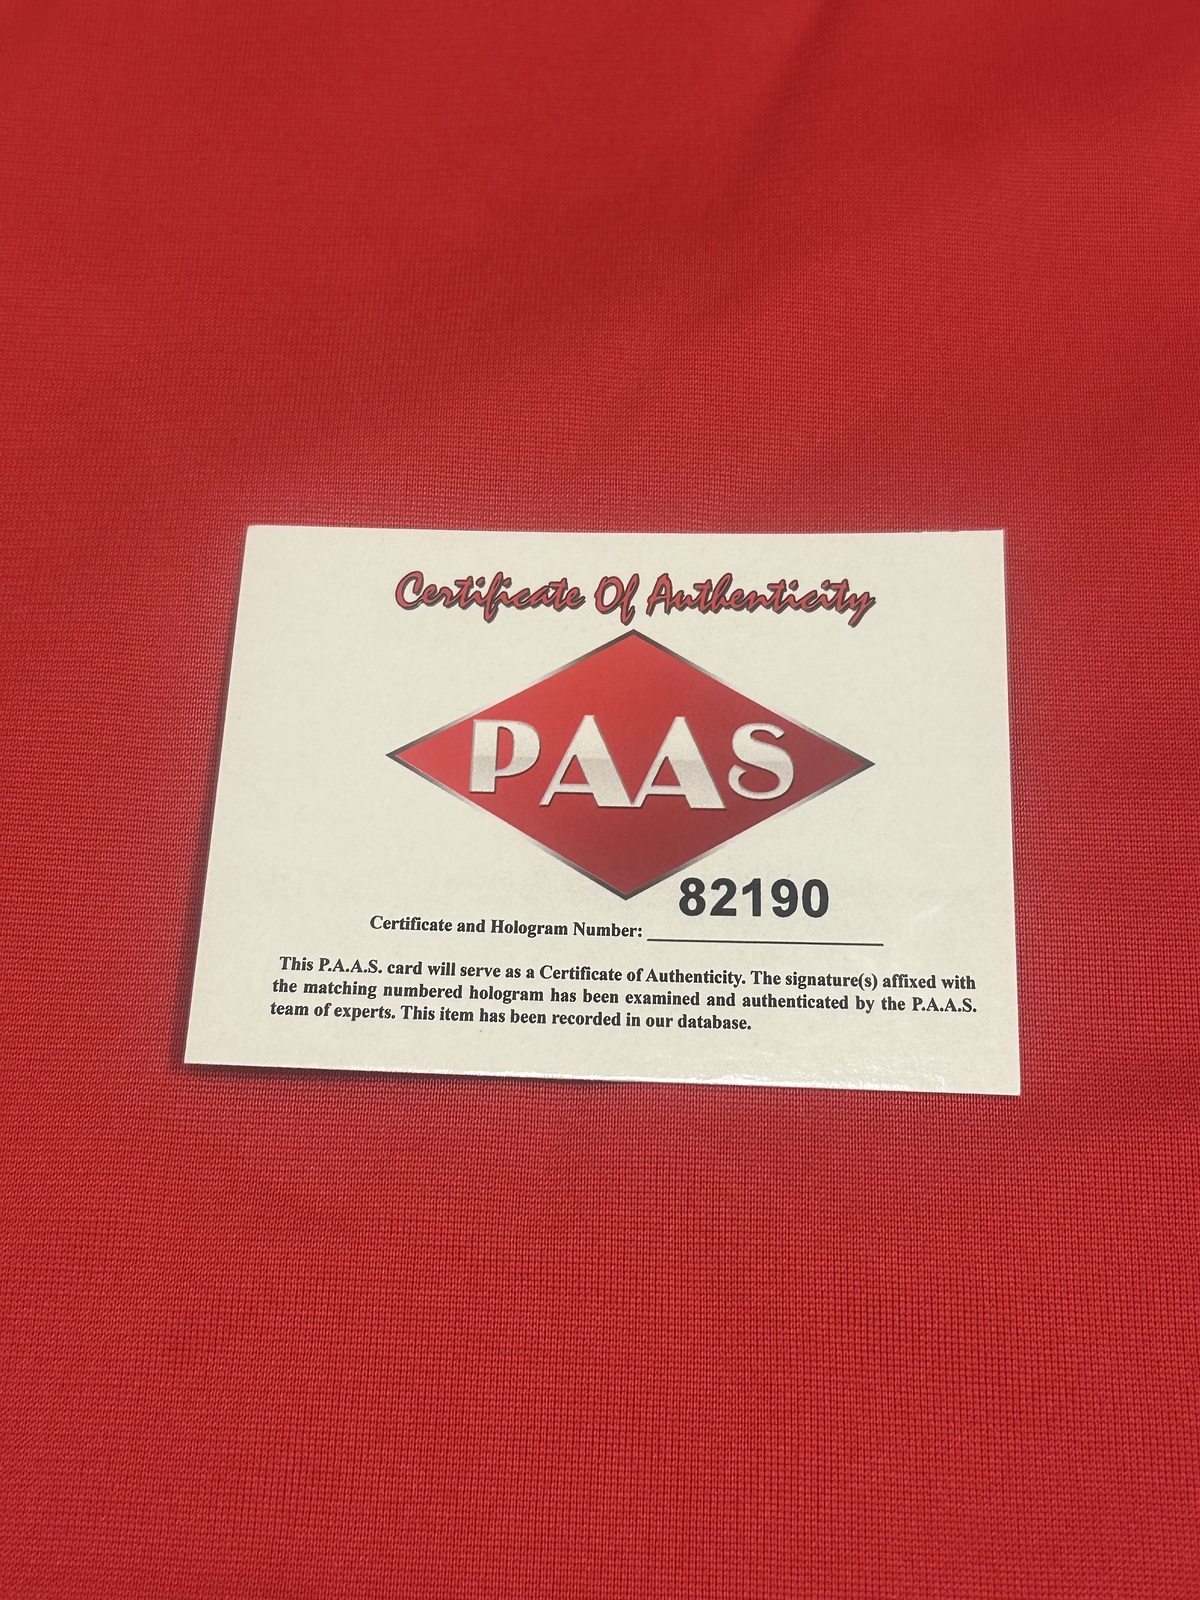 Certificate Of Authenticity
PAAS
82190
Certificate and Hologram Number:
This P.A.A.S. card will serve as a Certificate of Authenticity. The signature(s) affixed with
the matching numbered hologram has been examined and authenticated by the P.A.A.S.
team of experts. This item has been recorded in our database.